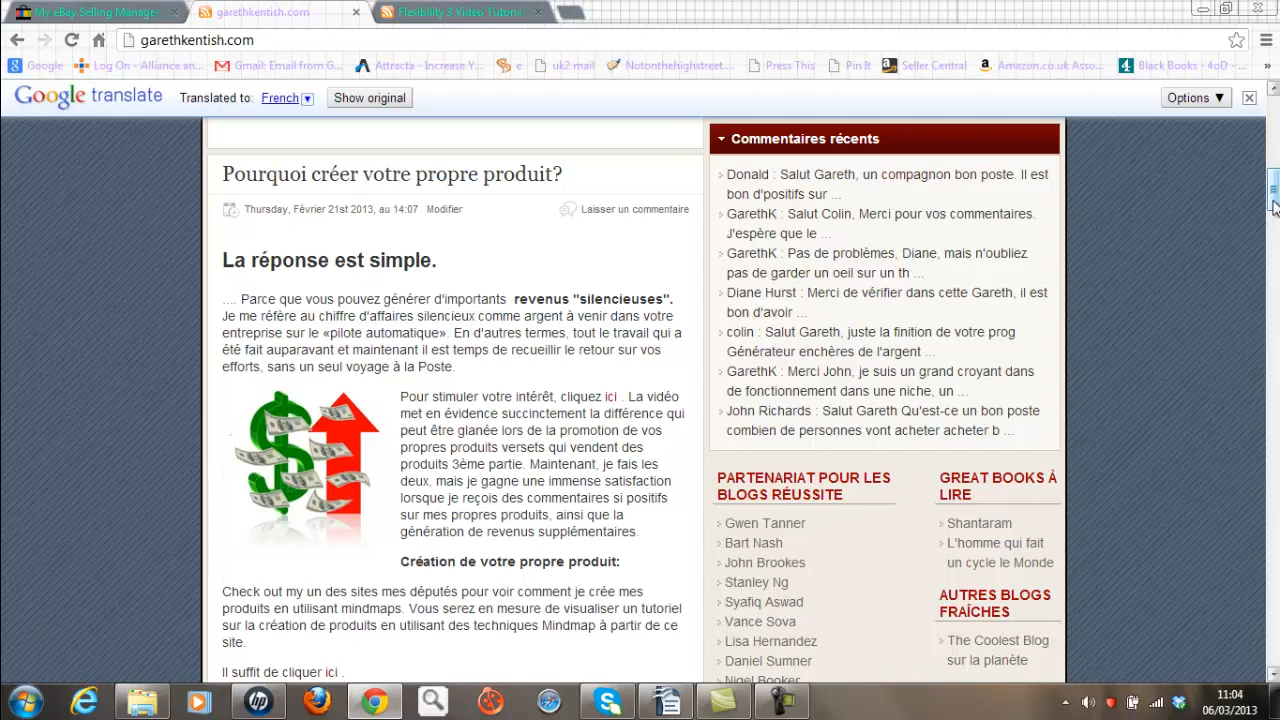 My eBay Selling Manage
garethkentish.com
Flexibility 3 Video Tutoria
garethkentish.com
Google
Log On - Alliance an...
Gmail: Email from G...
Attracta - Increase Y...
e
uk2 mail
Notonthehighstreet...
Press This
Pin It
Seller Central
Amazon.co.uk Asso...
Black Books - 4oD - ...
»
Google translate
Translated to: French
Show original
Options ▼
Pourquoi créer votre propre produit?
Thursday, Février 21st 2013, au 14:07 Modifier
Laisser un commentaire
La réponse est simple.
.... Parce que vous pouvez générer d'importants revenus "silencieuses".
Je me réfère au chiffre d'affaires silencieux comme argent à venir dans votre
entreprise sur le «pilote automatique». En d'autres termes, tout le travail qui a
été fait auparavant et maintenant il est temps de recueillir le retour sur vos
efforts, sans un seul voyage à la Poste.
Pour stimuler votre intérêt, cliquez ici . La vidéo
met en évidence succinctement la différence qui
peut être glanée lors de la promotion de vos
propres produits versets qui vendent des
produits 3ème partie. Maintenant, je fais les
deux, mais je gagne une immense satisfaction
lorsque je reçois des commentaires si positifs
sur mes propres produits, ainsi que la
génération de revenus supplémentaires.
Création de votre propre produit:
Check out my un des sites mes députés pour voir comment je crée mes
produits en utilisant mindmaps. Vous serez en mesure de visualiser un tutoriel
sur la création de produits en utilisant des techniques Mindmap à partir de ce
site.
Il suffit de cliquer ici .
Commentaires récents
Donald : Salut Gareth, un compagnon bon poste. Il est
bon d'positifs sur ...
GarethK : Salut Colin, Merci pour vos commentaires.
J'espère que le ...
GarethK : Pas de problèmes, Diane, mais n'oubliez
pas de garder un oeil sur un th ...
Diane Hurst : Merci de vérifier dans cette Gareth, il est
bon d'avoir ...
colin : Salut Gareth, juste la finition de votre prog
Générateur enchères de l'argent ...
GarethK : Merci John, je suis un grand croyant dans
de fonctionnement dans une niche, un ...
John Richards : Salut Gareth Qu'est-ce un bon poste
combien de personnes vont acheter acheter b ...
PARTENARIAT POUR LES
BLOGS RÉUSSITE
Gwen Tanner
Bart Nash
John Brookes
Stanley Ng
Syafiq Aswad
Vance Sova
Lisa Hernandez
Daniel Sumner
Nigel Booker
GREAT BOOKS À
LIRE
Shantaram
L'homme qui fait
un cycle le Monde
AUTRES BLOGS
FRAÎCHES
The Coolest Blog
sur la planète
11:04
06/03/2013